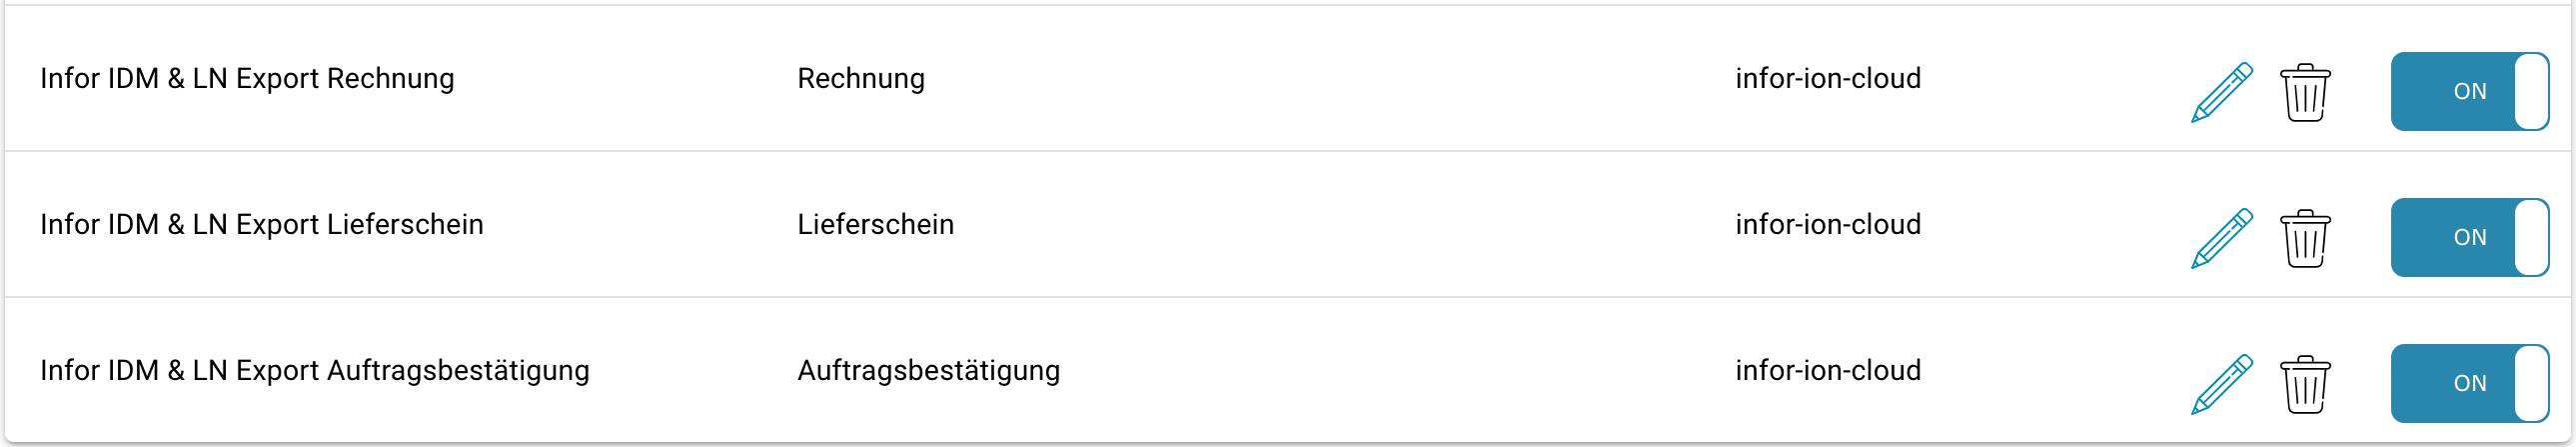 Infor IDM & LN Export Rechnung Rechnung infor-ion-cloud ON
Infor IDM & LN Export Lieferschein Lieferschein infor-ion-cloud ON
Infor IDM & LN Export Auftragsbestätigung Auftragsbestätigung infor-ion-cloud ON